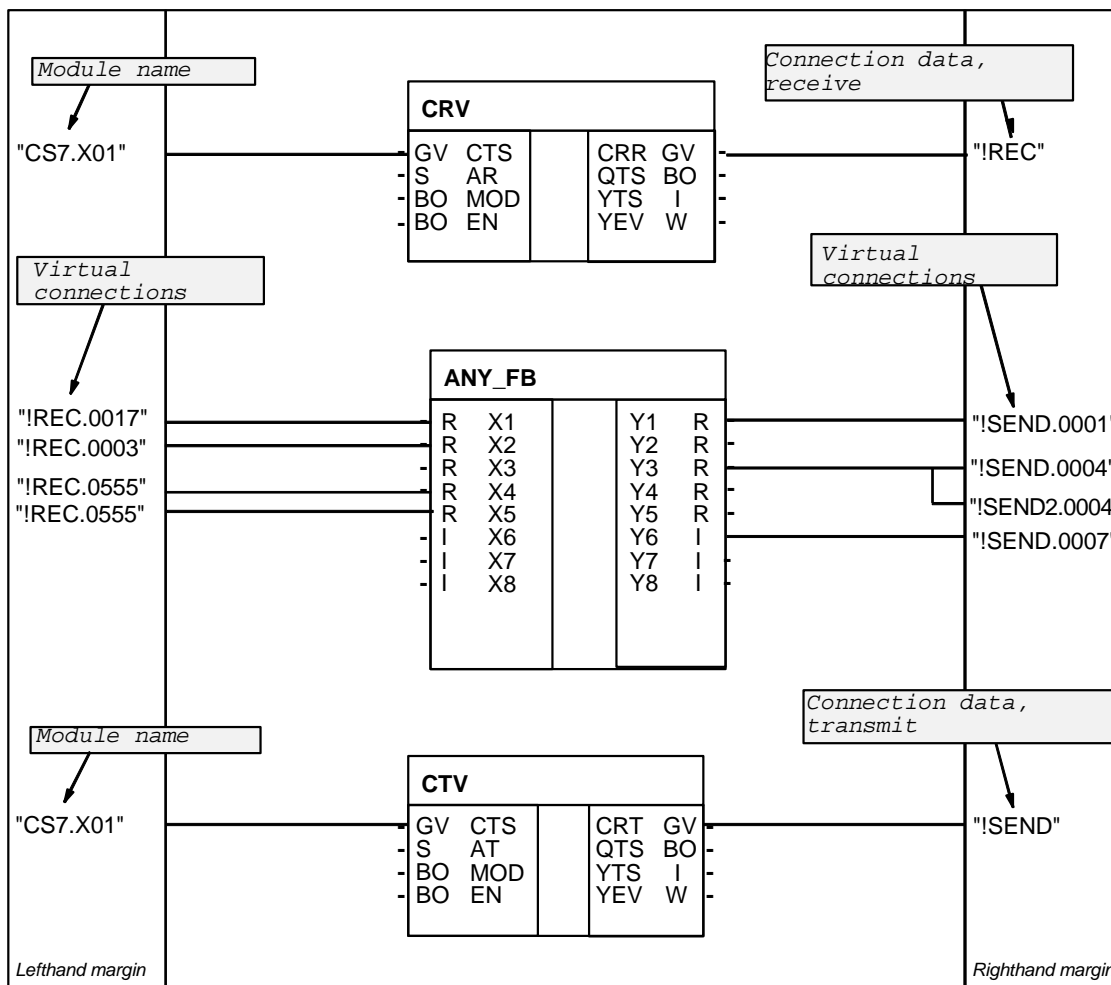 Module name
Connection data,
receive
CRV
"CS7.X01"
GV CTS CRR GV
"!REC"
S AR QTS BO
BO MOD YTS I
BO EN YEV W
Virtual
connections
Virtual
connections
ANY_FB
"!REC.0017"
R X1 Y1 R
"!SEND.0001"
"!REC.0003"
R X2 Y2 R
R X3 Y3 R
"!SEND.0004"
"!REC.0555"
R X4 Y4 R
"!SEND2.0004
"!REC.0555"
R X5 Y5 R
I X6 Y6 I
"!SEND.0007"
I X7 Y7 I
I X8 Y8 I
Connection data,
transmit
Module name
CTV
"CS7.X01"
GV CTS CRT GV
"!SEND"
S AT QTS BO
BO MOD YTS I
BO EN YEV W
Lefthand margin
Righthand margin